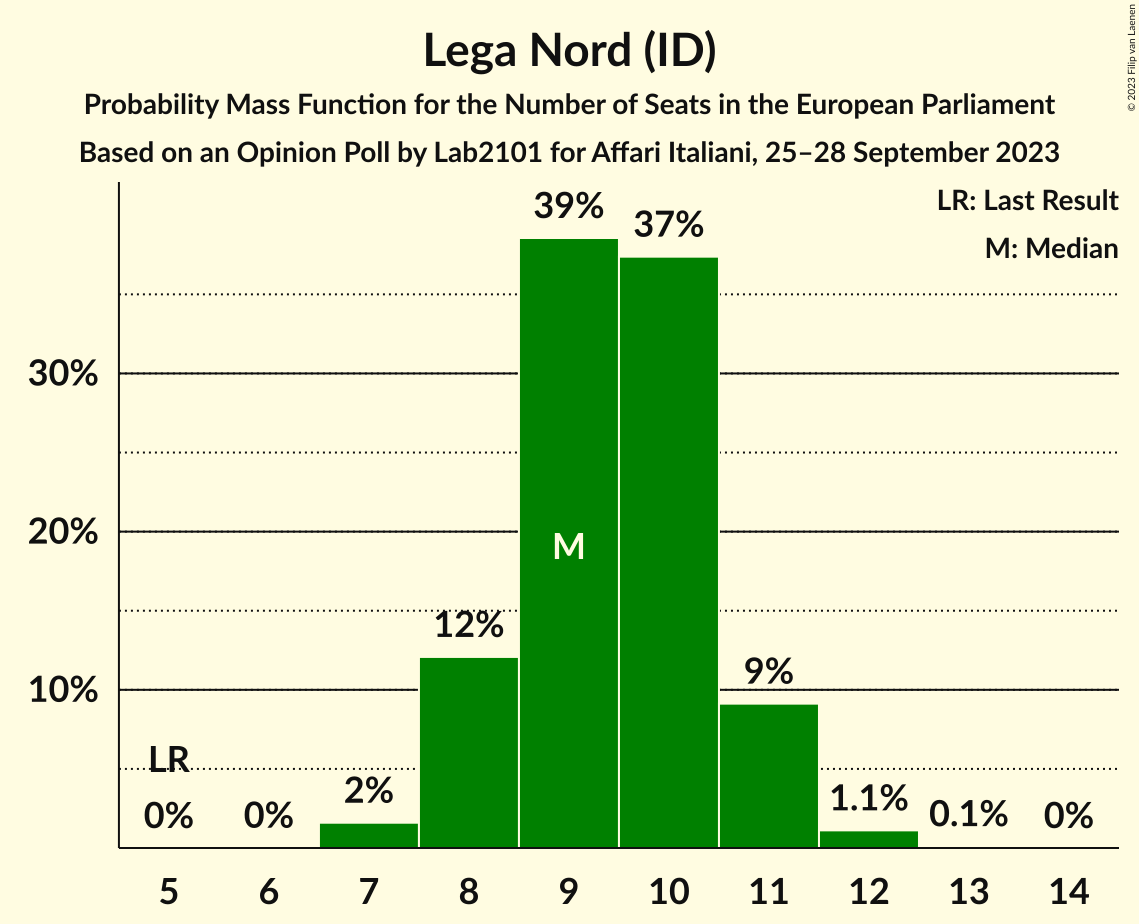 Lega Nord (ID)
Probability Mass Function for the Number of Seats in the European Parliament
Based on an Opinion Poll by Lab2101 for Affari Italiani, 25–28 September 2023
© 2023 Filip van Laenen
LR: Last Result
M: Median
39%
37%
30%
20%
M
12%
10%
9%
LR
2%
1.1%
0.1%
0%
0%
0%
5 6 7 8 9 10 11 12 13 14